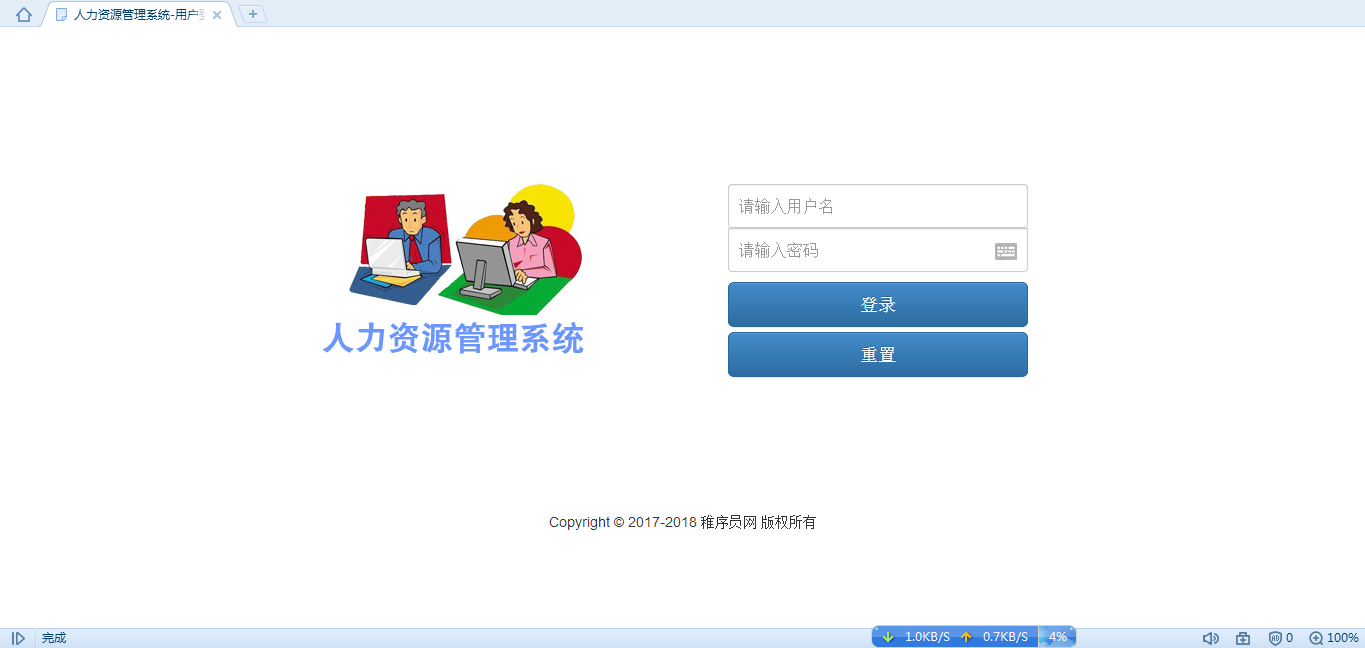 人力资源管理系统-用户
请输入用户名
请输入密码
登录
重置
人力资源管理系统
Copyright © 2017-2018 稚序员网 版权所有
完成
1.0KB/S
0.7KB/S
4%
0
100%